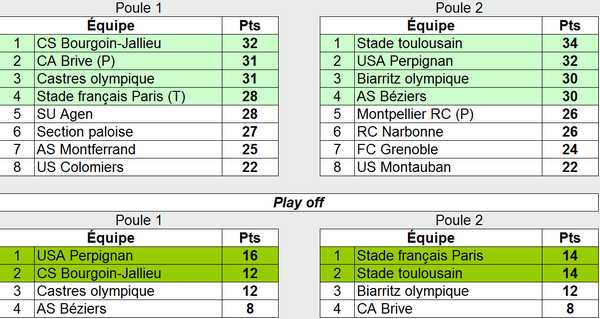 Poule 1 Poule 2
Équipe Pts Équipe Pts
1 CS Bourgoin-Jallieu 32 1 Stade toulousain 34
2 CA Brive (P) 31 2 USA Perpignan 32
3 Castres olympique 31 3 Biarritz olympique 30
4 Stade français Paris (T) 28 4 AS Béziers 30
5 SU Agen 28 5 Montpellier RC (P) 26
6 Section paloise 27 6 RC Narbonne 26
7 AS Montferrand 25 7 FC Grenoble 24
8 US Colomiers 22 8 US Montauban 22
Play off
Poule 1 Poule 2
Équipe Pts Équipe Pts
1 USA Perpignan 16 1 Stade français Paris 14
2 CS Bourgoin-Jallieu 12 2 Stade toulousain 14
3 Castres olympique 12 3 Biarritz olympique 12
4 AS Béziers 8 4 CA Brive 8